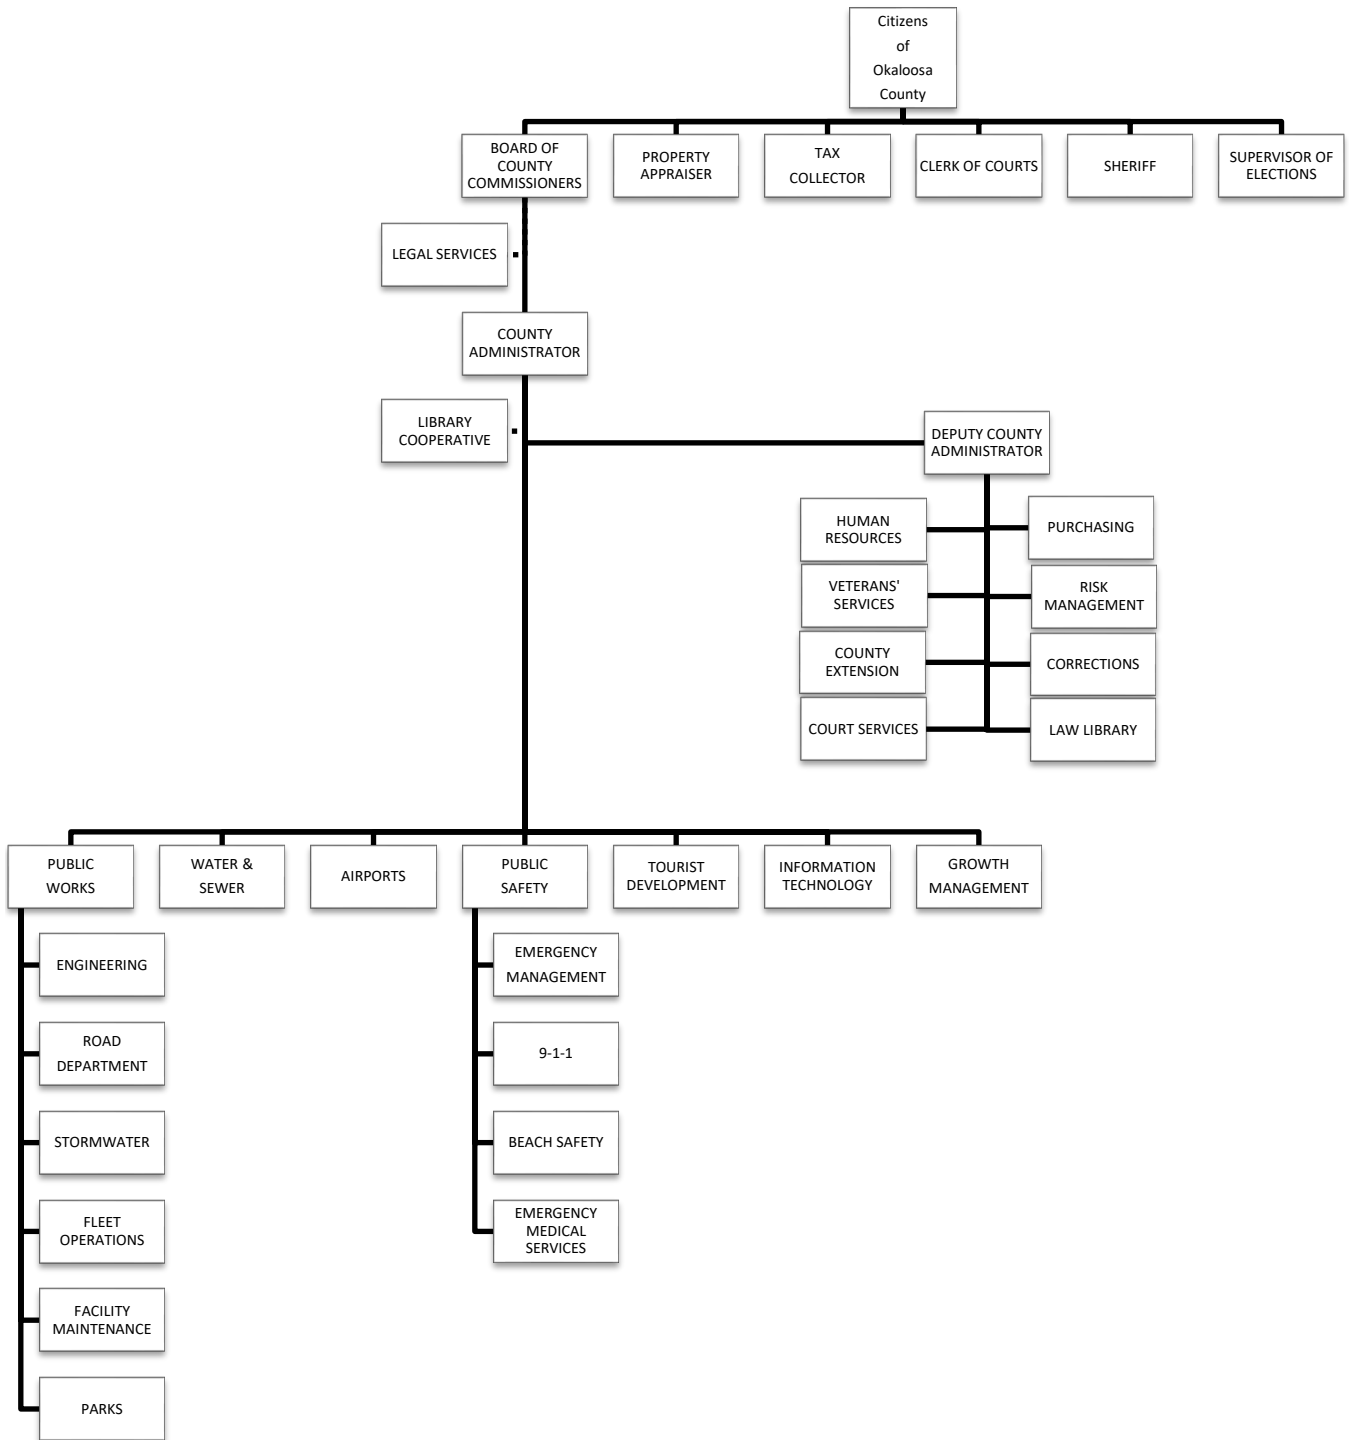 Citizens
of
Okaloosa
County
BOARD OF
COUNTY
COMMISSIONERS
PROPERTY
APPRAISER
TAX
COLLECTOR
CLERK OF COURTS
SHERIFF
SUPERVISOR OF
ELECTIONS
LEGAL SERVICES
COUNTY
ADMINISTRATOR
LIBRARY
COOPERATIVE
DEPUTY COUNTY
ADMINISTRATOR
HUMAN
RESOURCES
PURCHASING
VETERANS'
SERVICES
RISK
MANAGEMENT
COUNTY
EXTENSION
CORRECTIONS
COURT SERVICES
LAW LIBRARY
PUBLIC
WORKS
WATER &
SEWER
AIRPORTS
PUBLIC
SAFETY
TOURIST
DEVELOPMENT
INFORMATION
TECHNOLOGY
GROWTH
MANAGEMENT
ENGINEERING
ROAD
DEPARTMENT
STORMWATER
FLEET
OPERATIONS
FACILITY
MAINTENANCE
PARKS
EMERGENCY
MANAGEMENT
9-1-1
BEACH SAFETY
EMERGENCY
MEDICAL
SERVICES